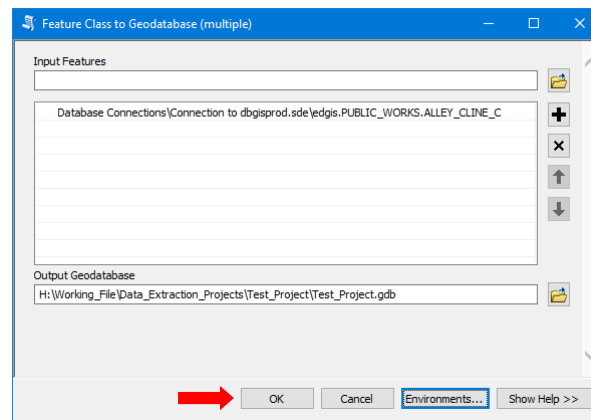 Feature Class to Geodatabase (multiple)
Input Features
Database Connections\Connection to dbgisprod.sde\edgis.PUBLIC_WORKS.ALLEY_CLINE_C
Output Geodatabase
H:\Working_File\Data_Extraction_Projects\Test_Project\Test_Project.gdb
OK Cancel Environments... Show Help >>